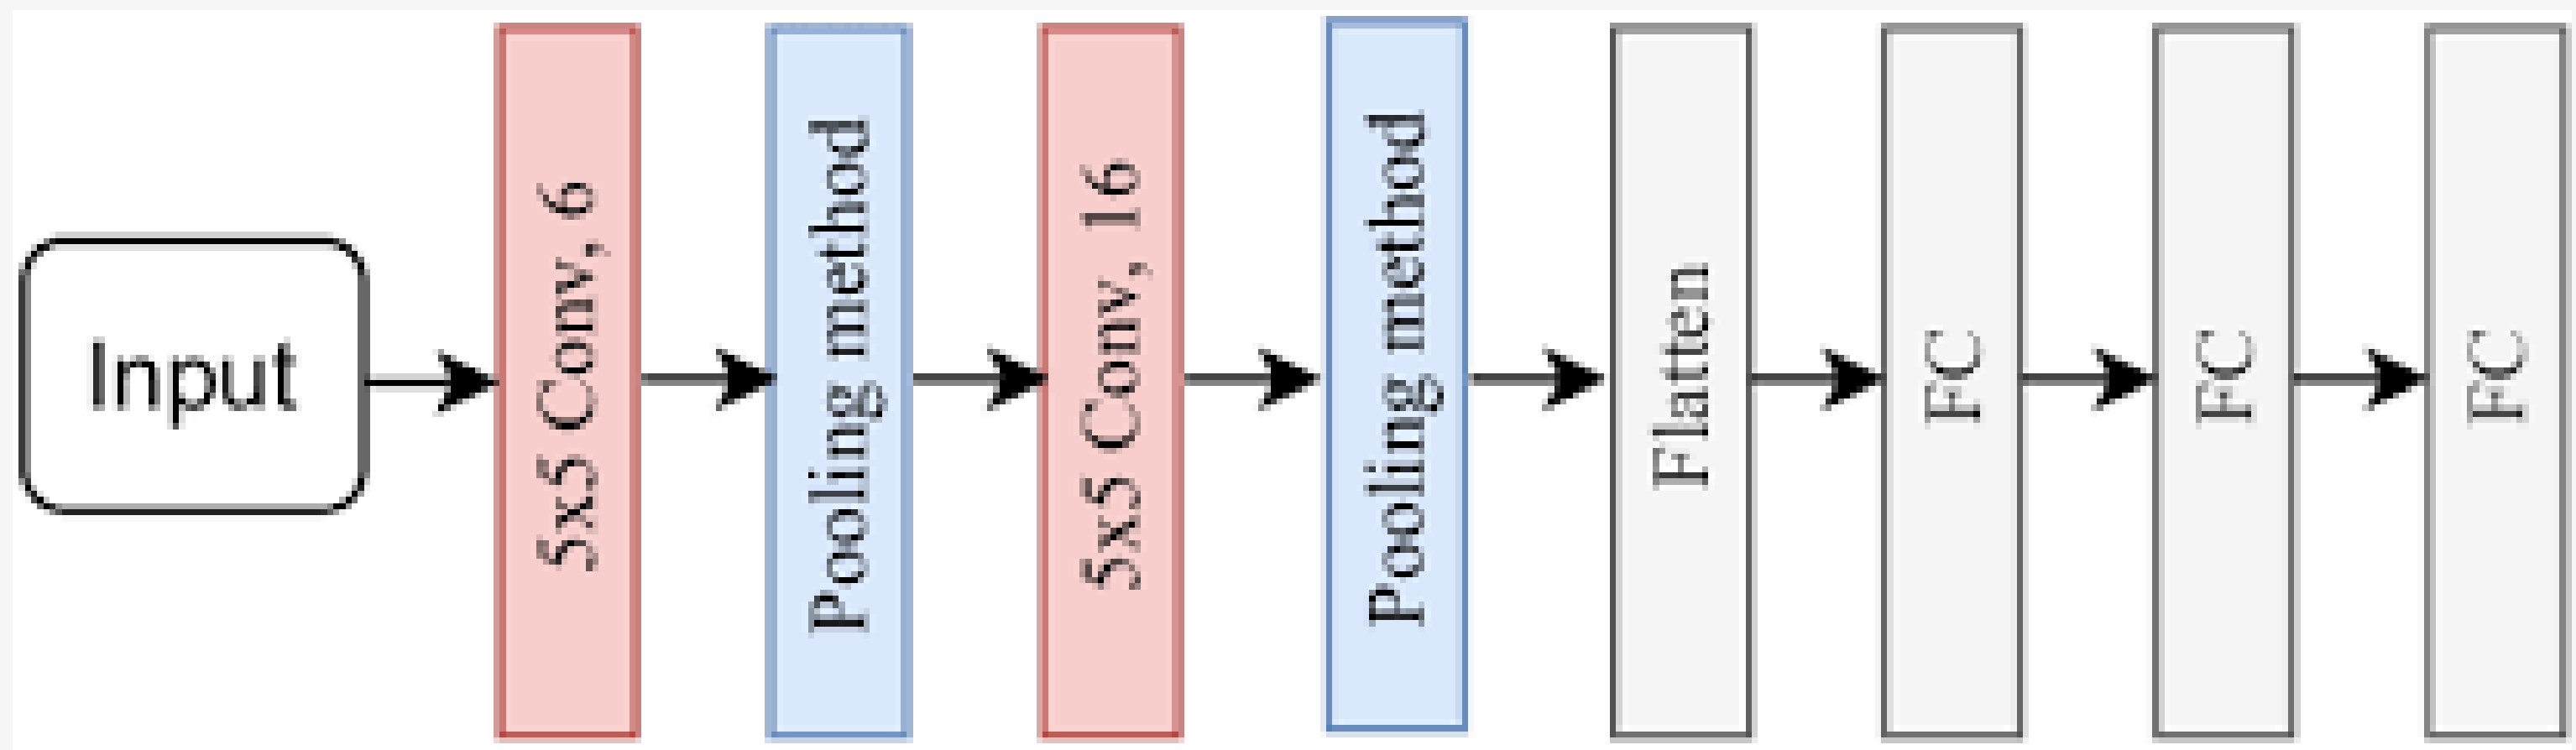 Input
5x5 Conv, 6
Pooling method
5x5 Conv, 16
Pooling method
Flatten
FC
FC
FC